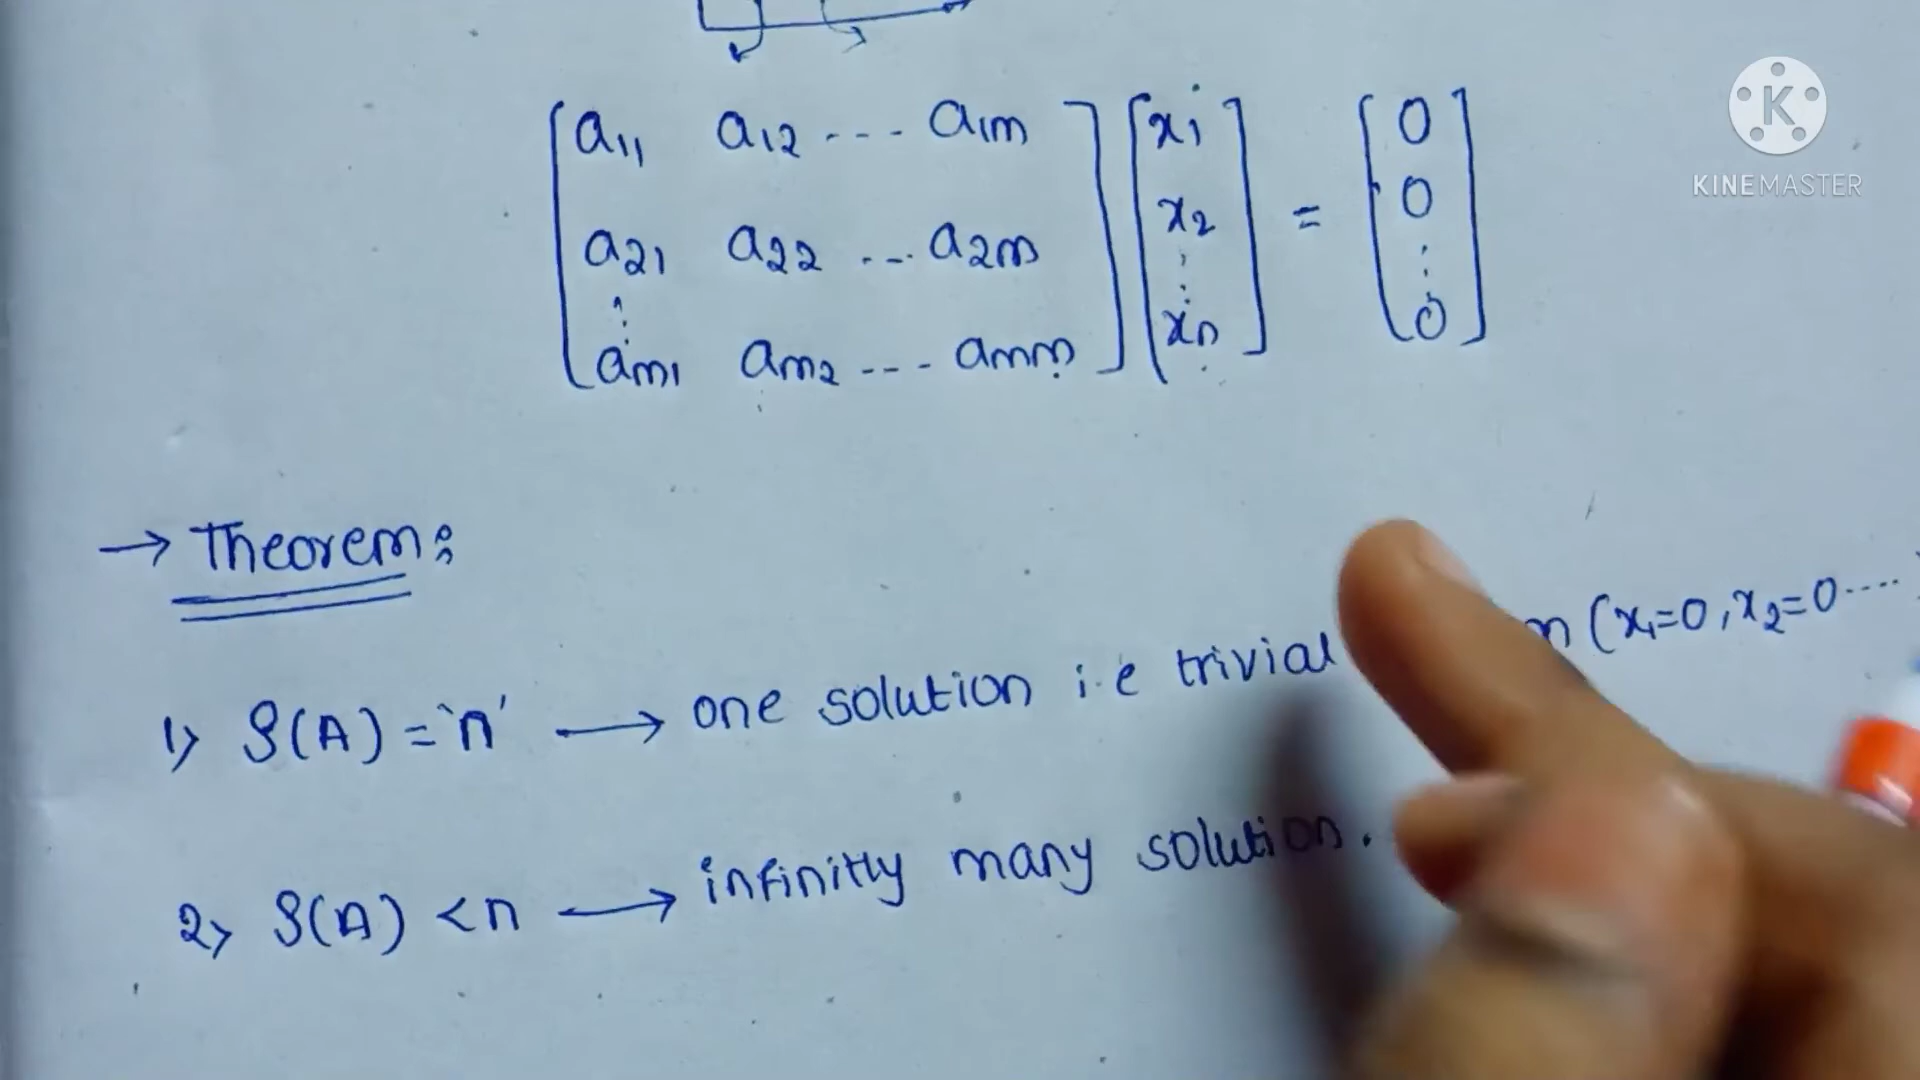 a11 a12 --- a1m x1 0
KINEMASTER
a21 a22 --- a2m x2 = 0
⋮ ⋮ ⋮
am1 am2 --- amm xn 0
→ Theorem:
1) ρ(A) = 'n' → one solution i.e trivial (x1=0, x2=0 ....
2) ρ(A) < n → infinitly many solution.